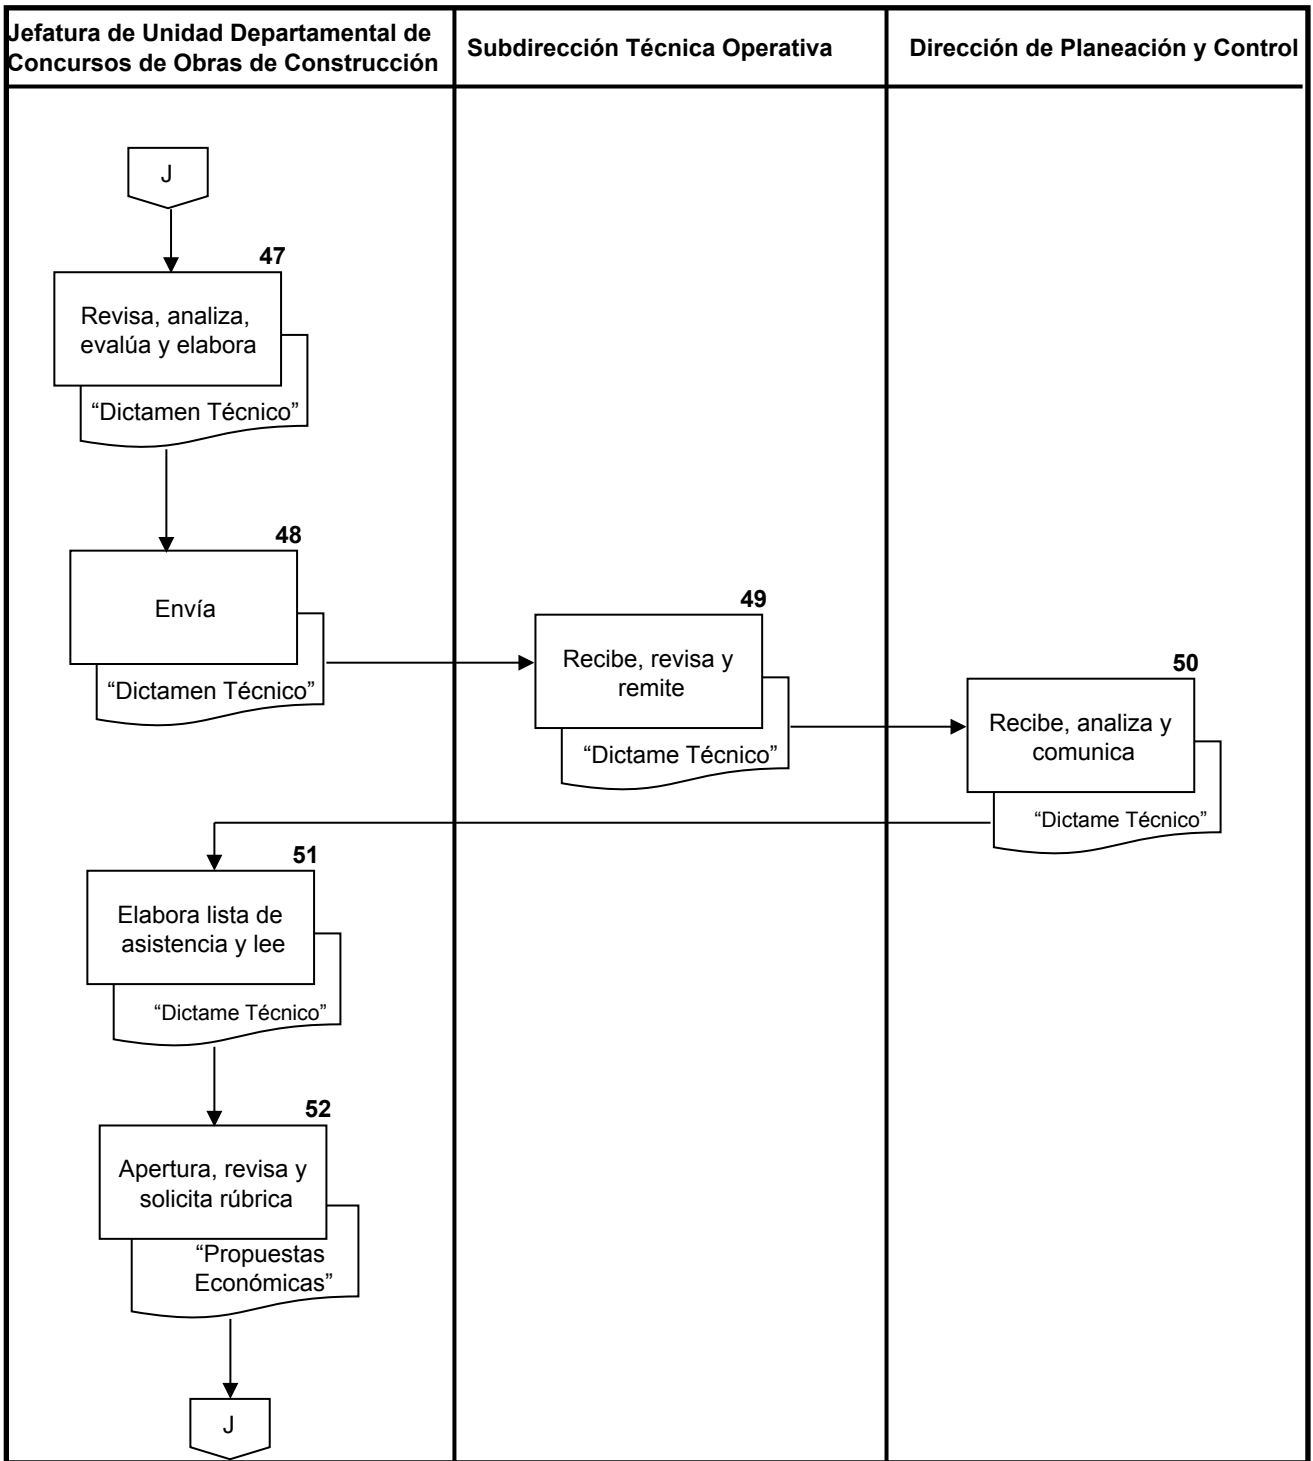 Jefatura de Unidad Departamental de
Concursos de Obras de Construcción
Subdirección Técnica Operativa
Dirección de Planeación y Control
J
47
Revisa, analiza,
evalúa y elabora
“Dictamen Técnico”
48
Envía
“Dictamen Técnico”
49
Recibe, revisa y
remite
“Dictame Técnico”
50
Recibe, analiza y
comunica
“Dictame Técnico”
51
Elabora lista de
asistencia y lee
“Dictame Técnico”
52
Apertura, revisa y
solicita rúbrica
“Propuestas
Económicas”
J